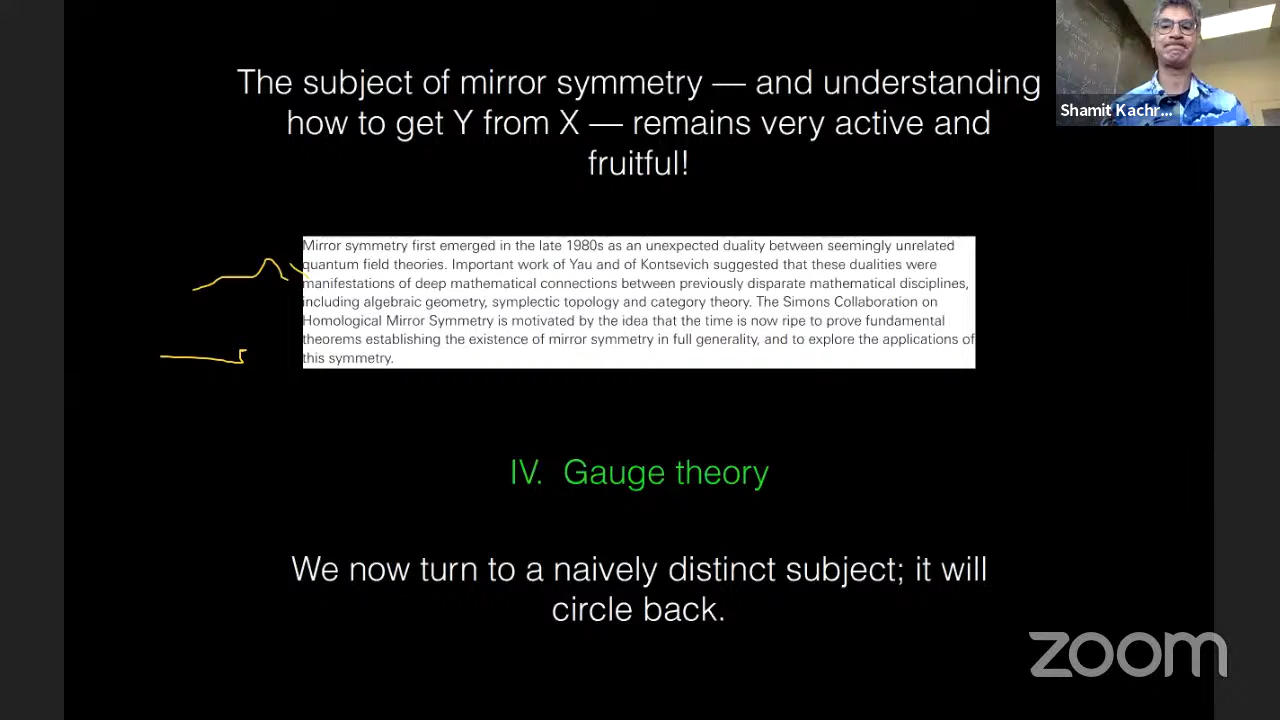 The subject of mirror symmetry — and understanding
how to get Y from X — remains very active and
fruitful!
Shamit Kachr...
Mirror symmetry first emerged in the late 1980s as an unexpected duality between seemingly unrelated
quantum field theories. Important work of Yau and of Kontsevich suggested that these dualities were
manifestations of deep mathematical connections between previously disparate mathematical disciplines,
including algebraic geometry, symplectic topology and category theory. The Simons Collaboration on
Homological Mirror Symmetry is motivated by the idea that the time is now ripe to prove fundamental
theorems establishing the existence of mirror symmetry in full generality, and to explore the applications of
this symmetry.
IV. Gauge theory
We now turn to a naively distinct subject; it will
circle back.
zoom